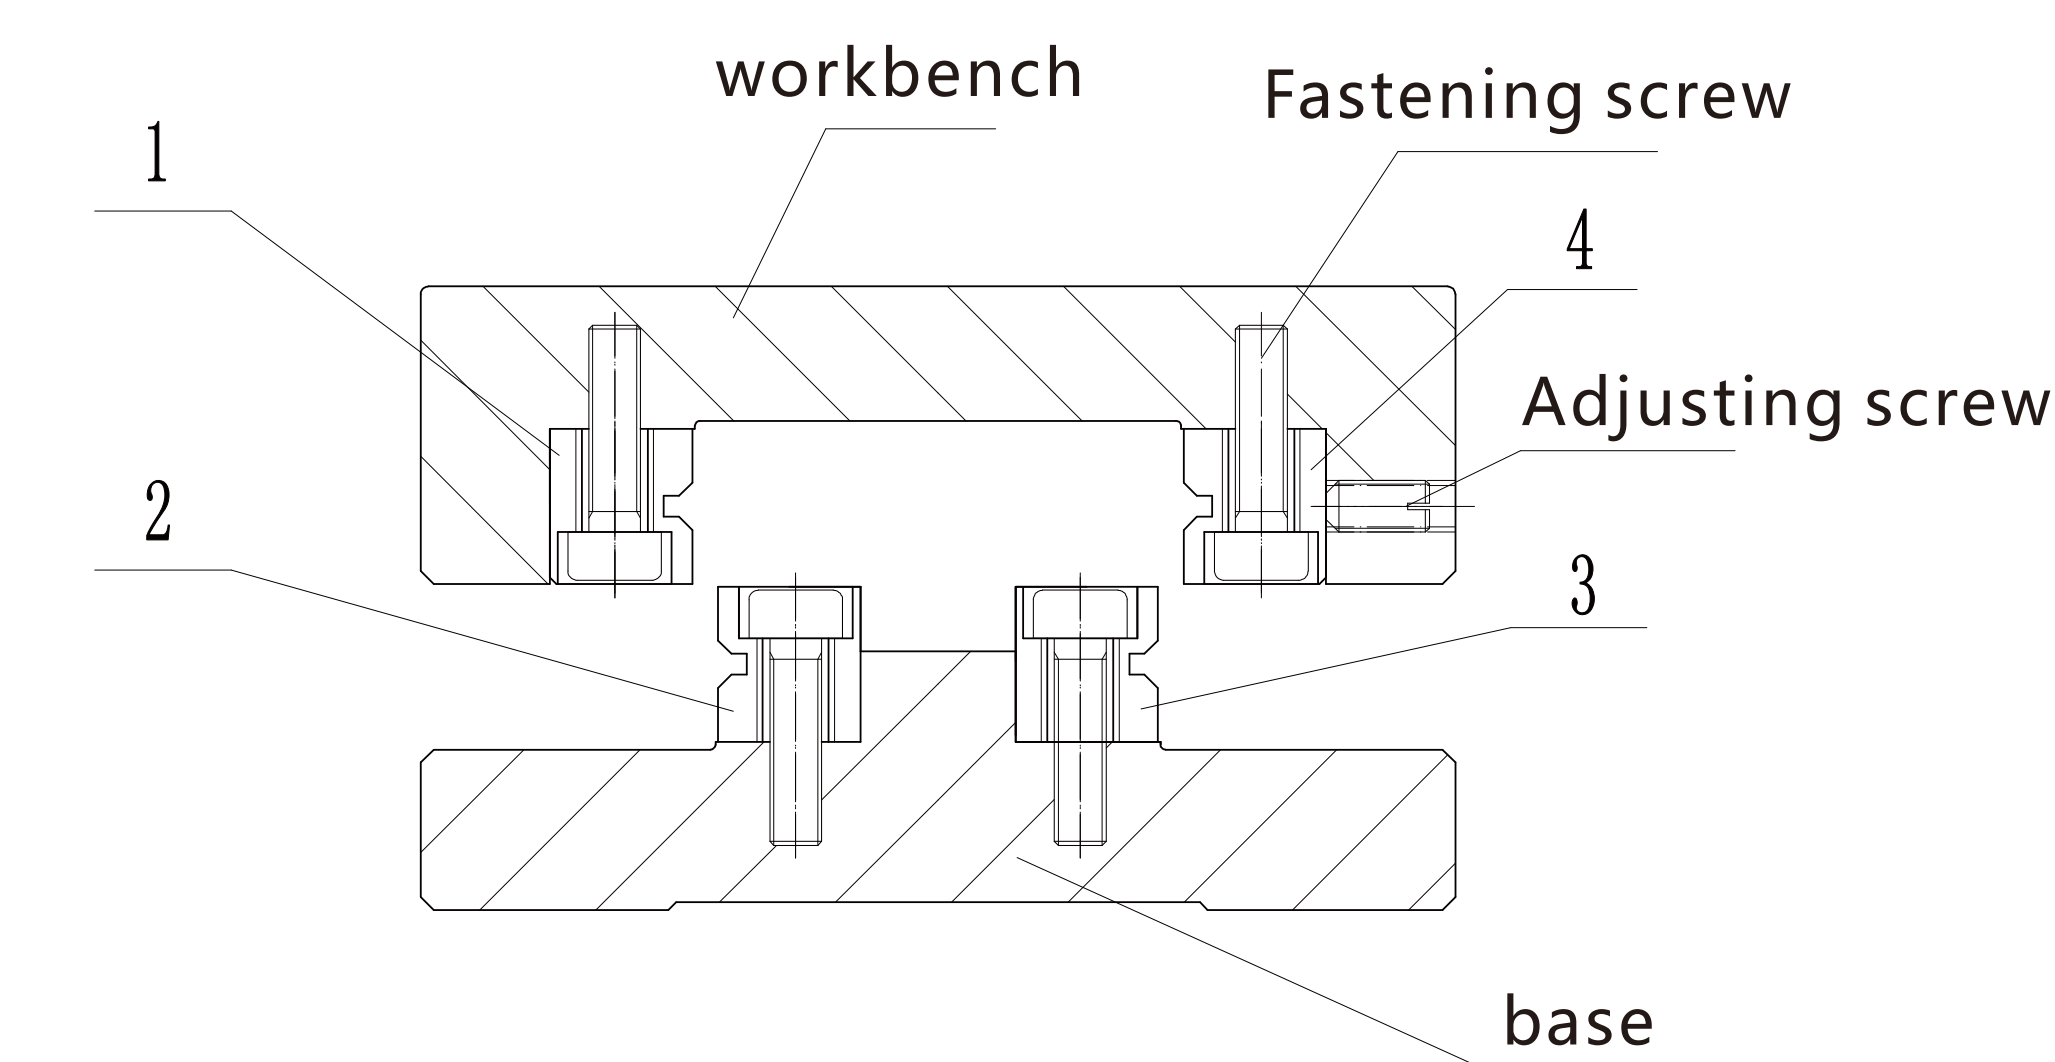 workbench
Fastening screw
1
4
Adjusting screw
2
3
base